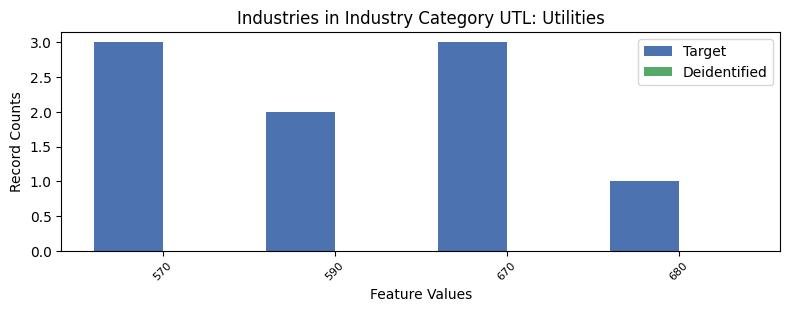 Industries in Industry Category UTL: Utilities
Target
Deidentified
Record Counts
3.0
2.5
2.0
1.5
1.0
0.5
0.0
570
590
670
680
Feature Values